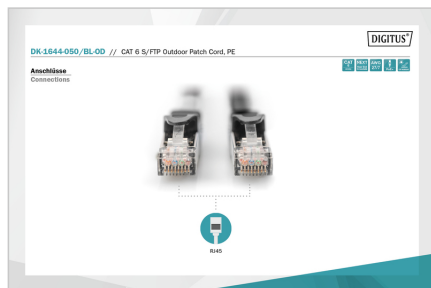 DIGITUS®
DK-1644-050/BL-OD // CAT 6 S/FTP Outdoor Patch Cord, PE
Anschlüsse
Connections
RJ45